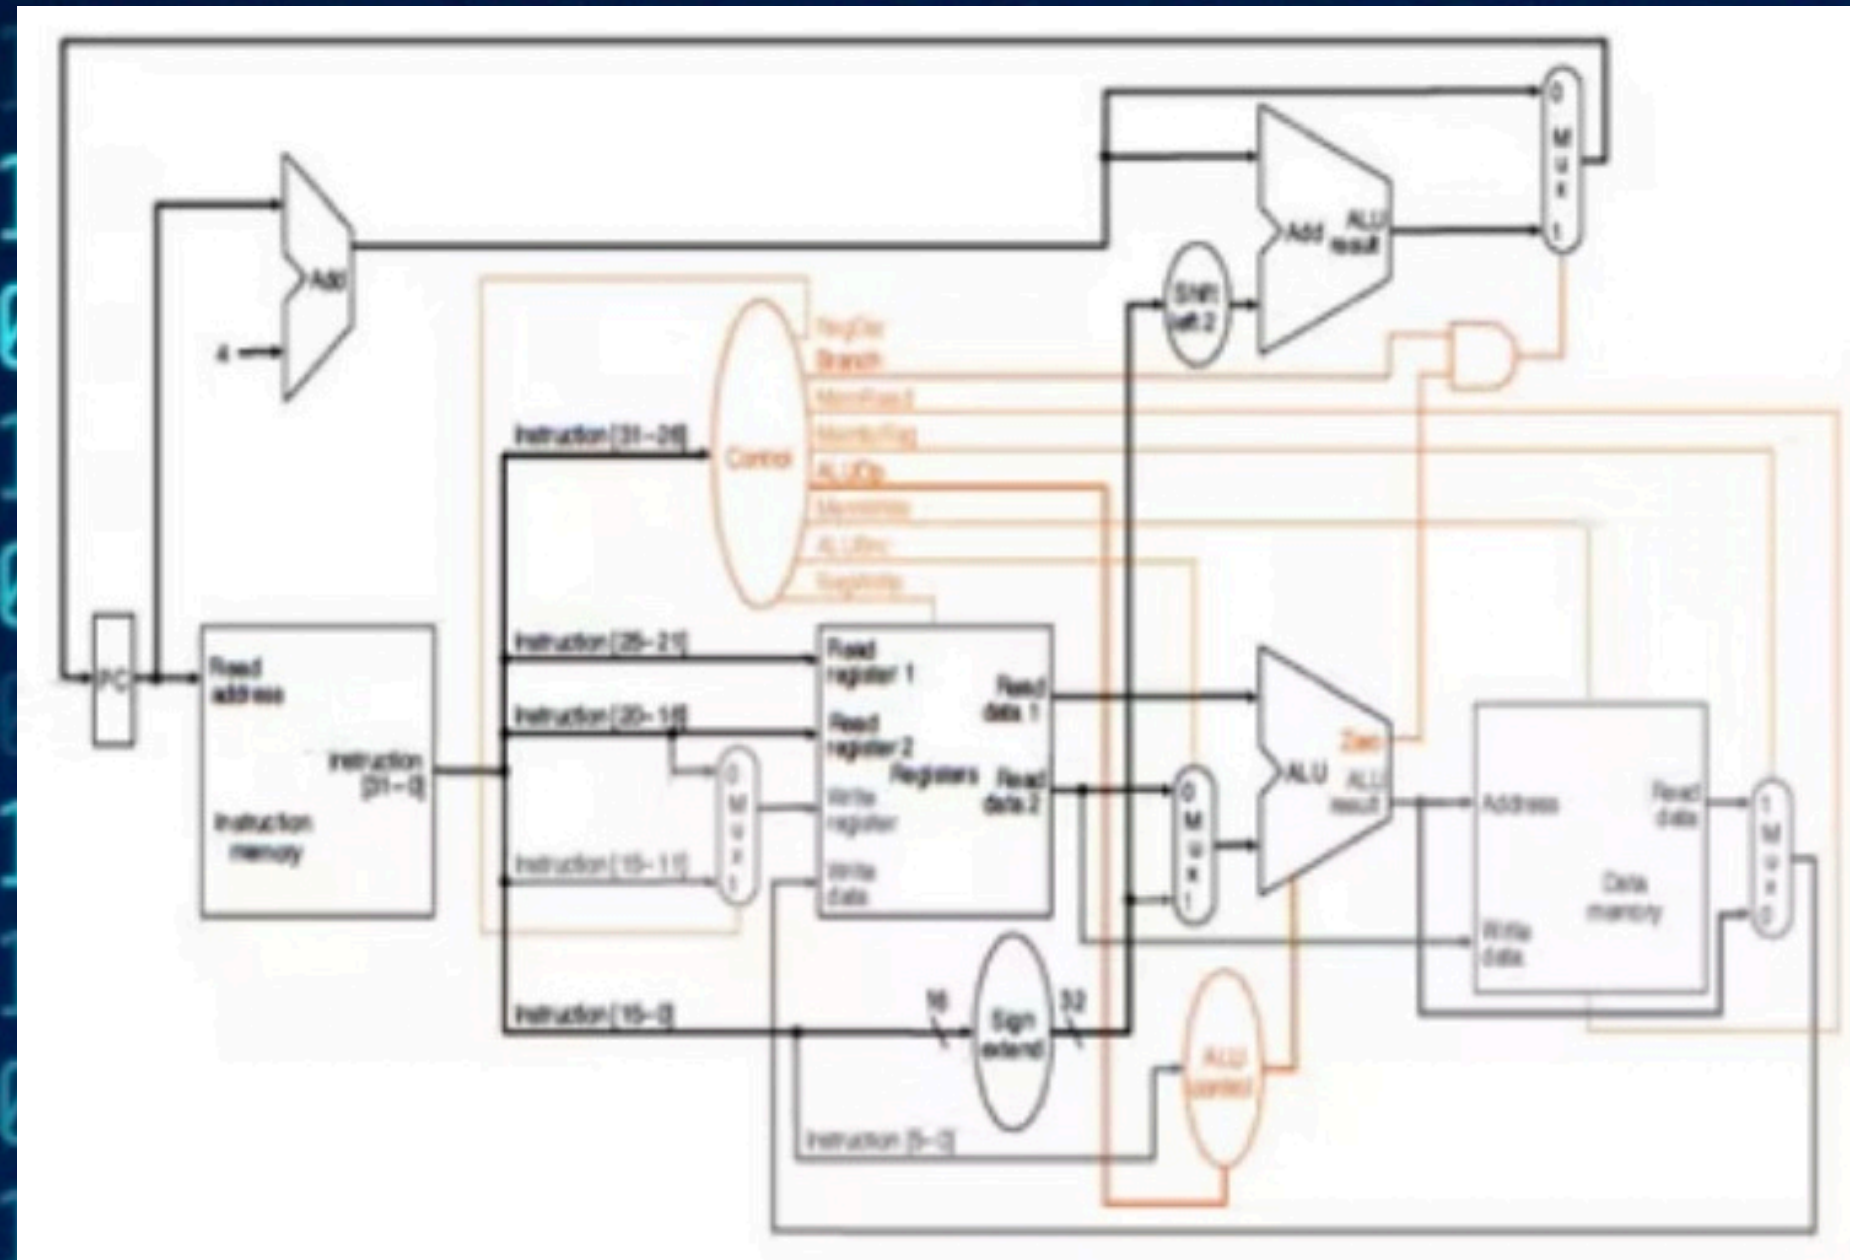 0
M
u
x
1
Add
ALU
result
Add
Shift
left 2
4
RegDst
Branch
MemRead
MemtoReg
ALUOp
MemWrite
ALUSrc
RegWrite
Control
Instruction [31–26]
Instruction [25–21]
Instruction [20–16]
Instruction [15–11]
Instruction [15–0]
Instruction [5–0]
PC
Read
address
Instruction
[31–0]
Instruction
memory
0
M
u
x
1
Read
register 1
Read
register 2
Registers
Write
register
Write
data
Read
data 1
Read
data 2
0
M
u
x
1
Zero
ALU
ALU
result
Address
Read
data
Data
memory
Write
data
1
M
u
x
0
16
Sign
extend
32
ALU
control